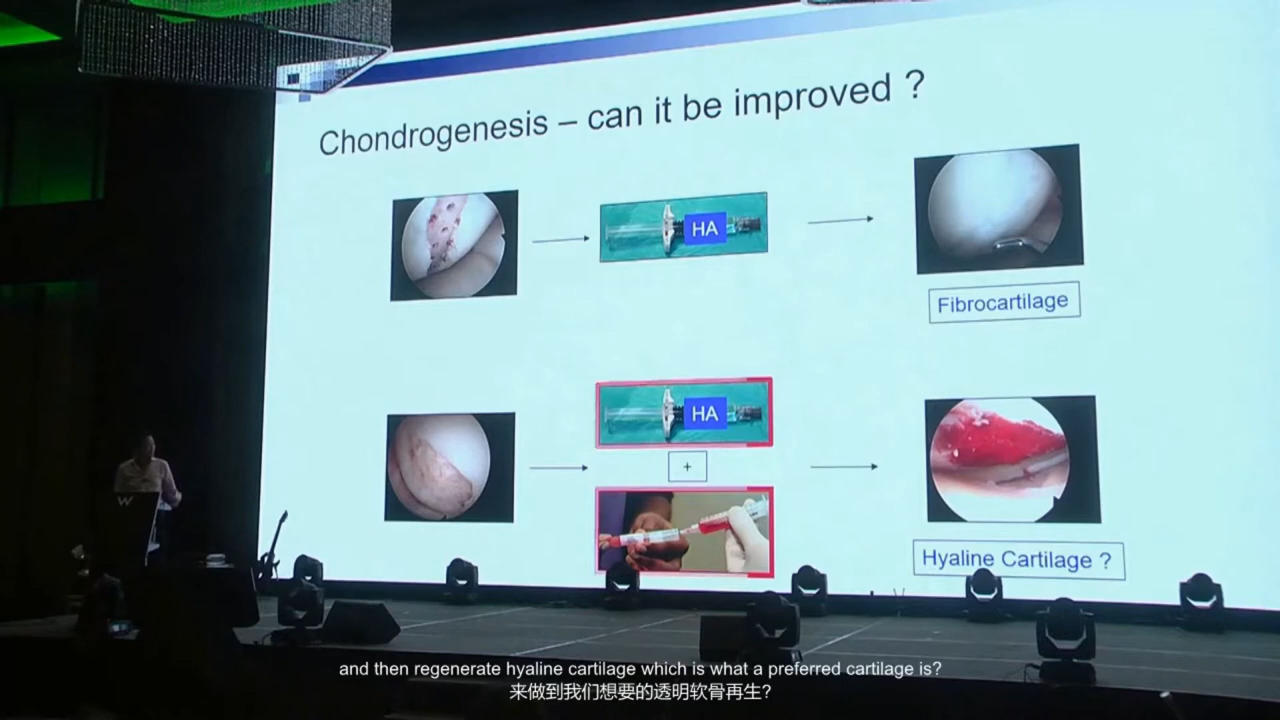 Chondrogenesis – can it be improved ?
HA
Fibrocartilage
HA
+
Hyaline Cartilage ?
W
and then regenerate hyaline cartilage which is what a preferred cartilage is?
来做到我们想要的透明软骨再生?